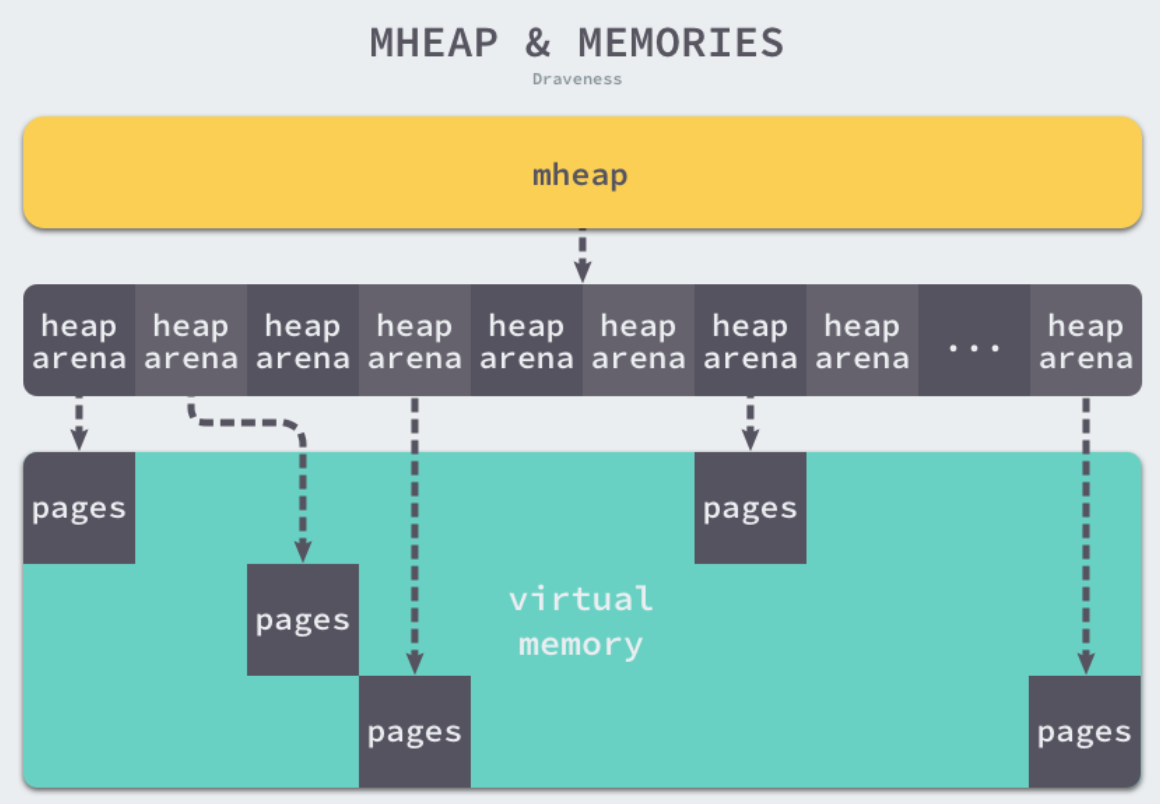 MHEAP & MEMORIES
Draveness
mheap
heap heap heap heap heap heap heap heap ... heap
arena arena arena arena arena arena arena arena arena
pages pages
virtual
pages
memory
pages pages